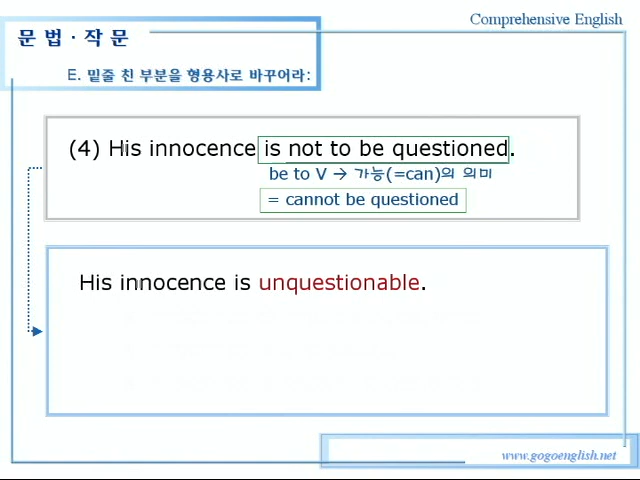 Comprehensive English
문 법 · 작 문
E. 밑줄 친 부분을 형용사로 바꾸어라:
(4) His innocence is not to be questioned.
be to V → 가능(=can)의 의미
= cannot be questioned
His innocence is unquestionable.
www.gogoenglish.net